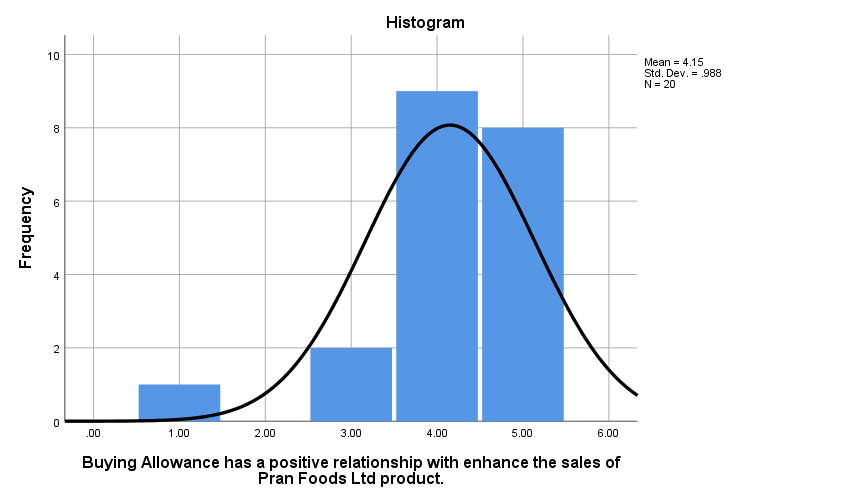 Histogram
Mean = 4.15
Std. Dev. = .988
N = 20
Frequency
10
8
6
4
2
0
.00 1.00 2.00 3.00 4.00 5.00 6.00
Buying Allowance has a positive relationship with enhance the sales of
Pran Foods Ltd product.